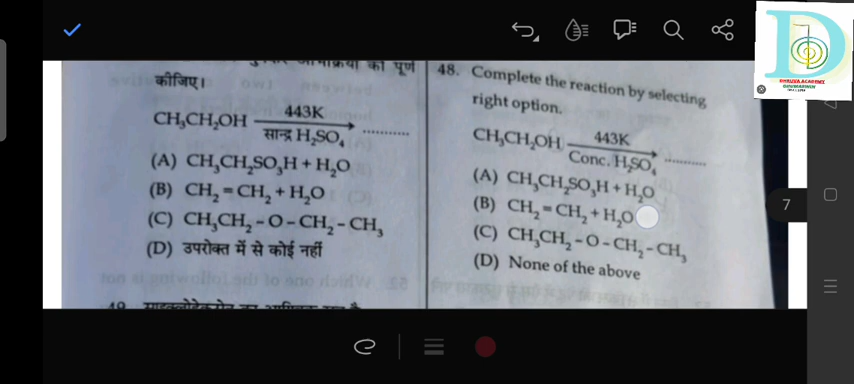 को पूर्ण
कीजिए।
CH₃CH₂OH 443K सान्द्र H₂SO₄ ...........
(A) CH₃CH₂SO₃H + H₂O
(B) CH₂ = CH₂ + H₂O
(C) CH₃CH₂ – O – CH₂ – CH₃
(D) उपरोक्त में से कोई नहीं
48. Complete the reaction by selecting
right option.
CH₃CH₂OH 443K Conc. H₂SO₄ ...........
(A) CH₃CH₂SO₃H + H₂O
(B) CH₂ = CH₂ + H₂O
(C) CH₃CH₂ – O – CH₂ – CH₃
(D) None of the above
7
D